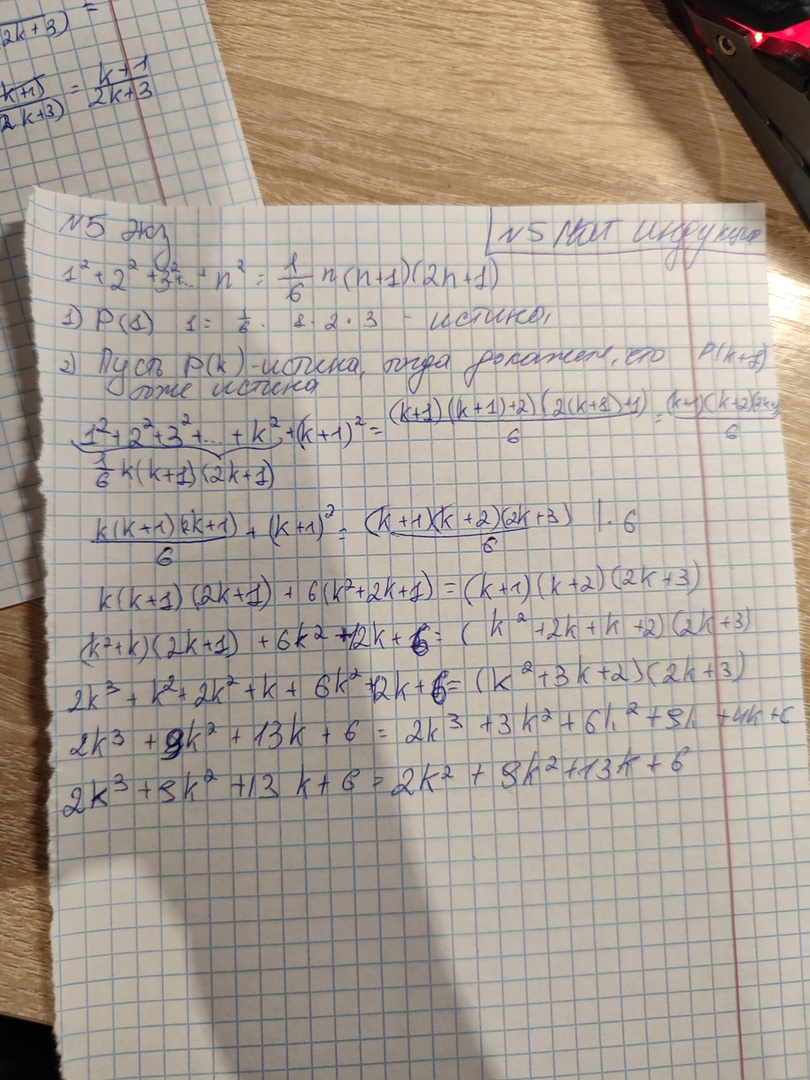 2k+3) =
k+1) / 2k+3) = k+1 / 2k+3
№5 экз
№5 Мат индукция
1² + 2² + 3² + ... + n² = 1/6 n(n+1)(2n+1)
1) P(1) 1 = 1/6 · 1 · 2 · 3 - истина,
2) Пусть P(k) - истина, тогда докажем, что P(k+1)
тоже истина
1² + 2² + 3² + ... + k² + (k+1)² = (k+1)(k+1)+2)(2(k+1)+1) / 6 = (k+1)(k+2)(2k+3) / 6
1/6 k(k+1)(2k+1)
k(k+1)(2k+1) / 6 + (k+1)² = (k+1)(k+2)(2k+3) / 6 | · 6
k(k+1)(2k+1) + 6(k²+2k+1) = (k+1)(k+2)(2k+3)
(k²+k)(2k+1) + 6k² + 12k + 6 = (k² + 2k + k + 2)(2k+3)
2k³ + k² + 2k² + k + 6k² + 12k + 6 = (k² + 3k + 2)(2k+3)
2k³ + 9k² + 13k + 6 = 2k³ + 3k² + 6k² + 9k + 4k + 6
2k³ + 9k² + 13k + 6 = 2k² + 9k² + 13k + 6